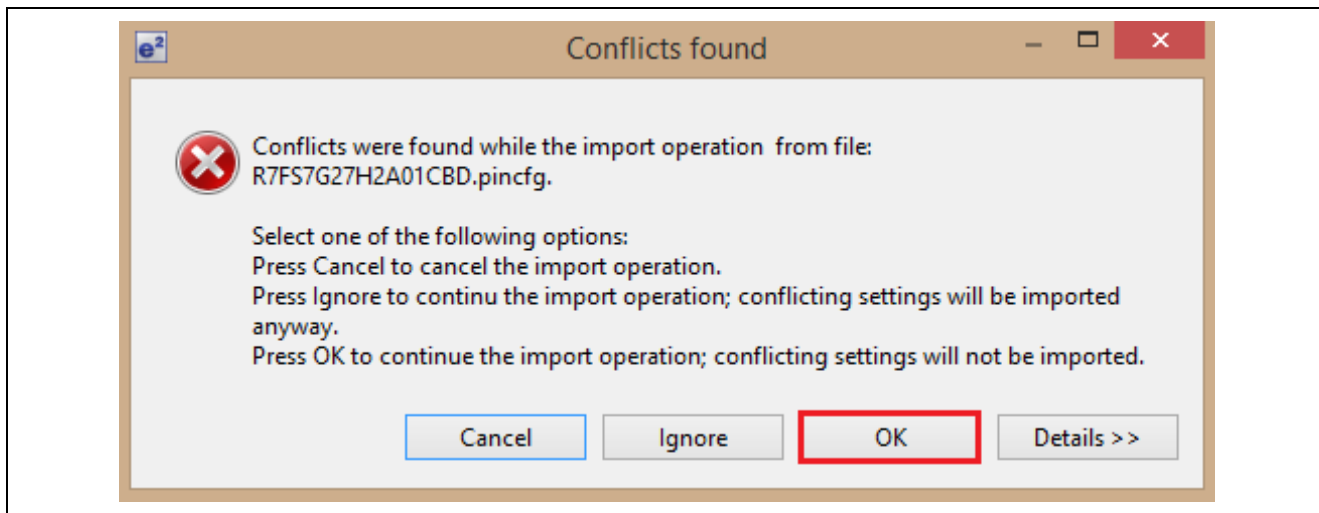 e²
Conflicts found
Conflicts were found while the import operation from file:
R7FS7G27H2A01CBD.pincfg.
Select one of the following options:
Press Cancel to cancel the import operation.
Press Ignore to continu the import operation; conflicting settings will be imported
anyway.
Press OK to continue the import operation; conflicting settings will not be imported.
Cancel Ignore OK Details >>